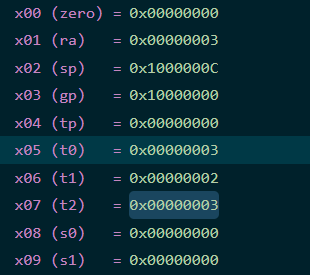 x00 (zero) = 0x00000000
x01 (ra) = 0x00000003
x02 (sp) = 0x1000000C
x03 (gp) = 0x10000000
x04 (tp) = 0x00000000
x05 (t0) = 0x00000003
x06 (t1) = 0x00000002
x07 (t2) = 0x00000003
x08 (s0) = 0x00000000
x09 (s1) = 0x00000000